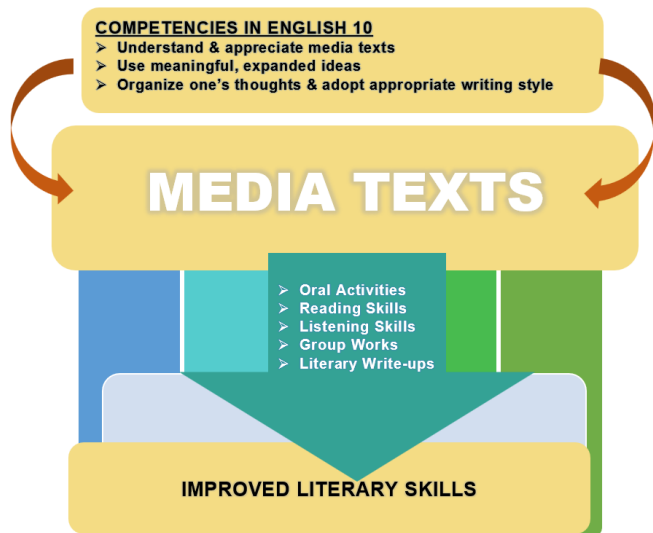 COMPETENCIES IN ENGLISH 10
➢ Understand & appreciate media texts
➢ Use meaningful, expanded ideas
➢ Organize one's thoughts & adopt appropriate writing style
MEDIA TEXTS
➢ Oral Activities
➢ Reading Skills
➢ Listening Skills
➢ Group Works
➢ Literary Write-ups
IMPROVED LITERARY SKILLS